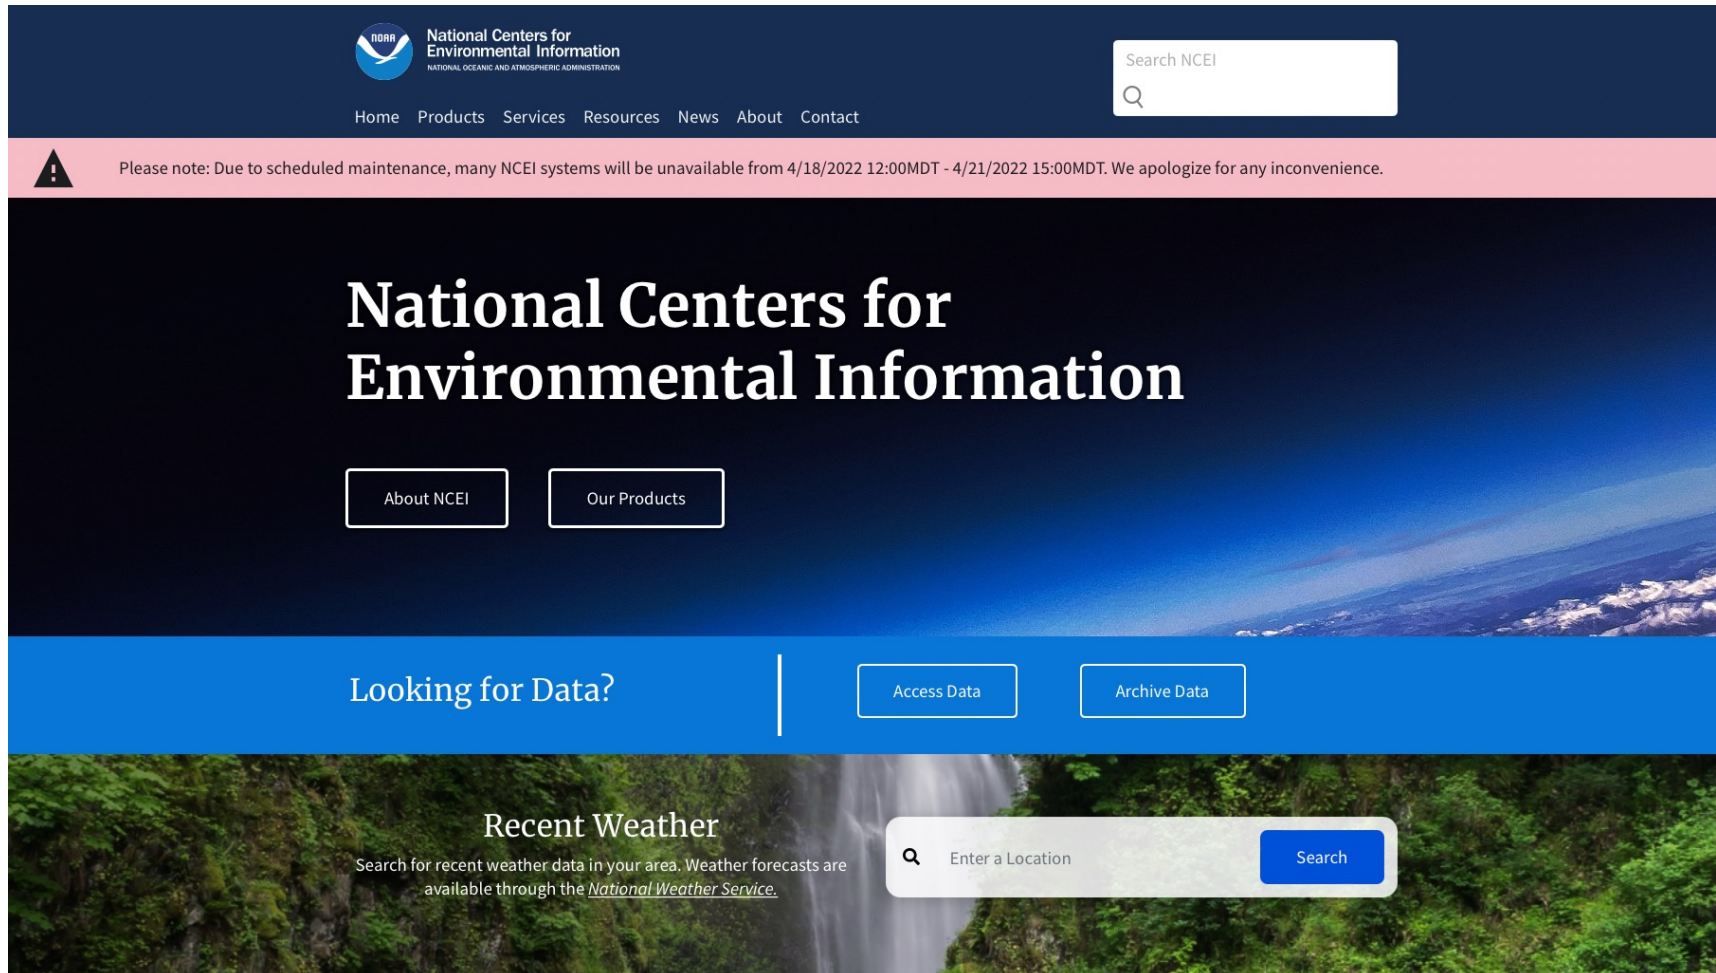 NOAA
National Centers for
Environmental Information
NATIONAL OCEANIC AND ATMOSPHERIC ADMINISTRATION
Search NCEI
Home Products Services Resources News About Contact
Please note: Due to scheduled maintenance, many NCEI systems will be unavailable from 4/18/2022 12:00MDT - 4/21/2022 15:00MDT. We apologize for any inconvenience.
National Centers for
Environmental Information
About NCEI Our Products
Looking for Data?
Access Data Archive Data
Recent Weather
Search for recent weather data in your area. Weather forecasts are
available through the National Weather Service.
Enter a Location Search